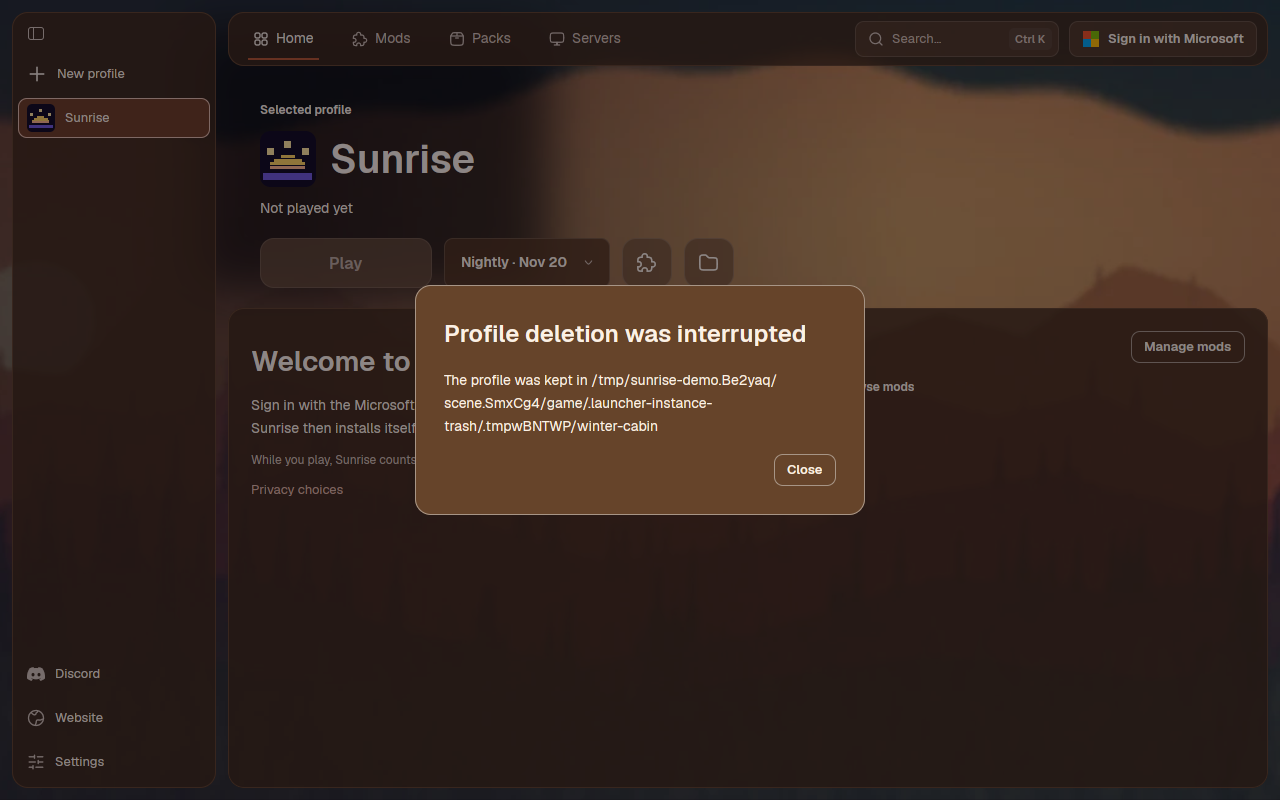 New profile
Sunrise
Discord
Website
Settings
Home
Mods
Packs
Servers
Search...
Ctrl K
Sign in with Microsoft
Selected profile
Sunrise
Not played yet
Play
Nightly · Nov 20
Welcome to
Sign in with the Microsoft
Sunrise then installs itself
While you play, Sunrise counts
Privacy choices
Manage mods
se mods
Profile deletion was interrupted
The profile was kept in /tmp/sunrise-demo.Be2yaq/
scene.SmxCg4/game/.launcher-instance-
trash/.tmpwBNTWP/winter-cabin
Close